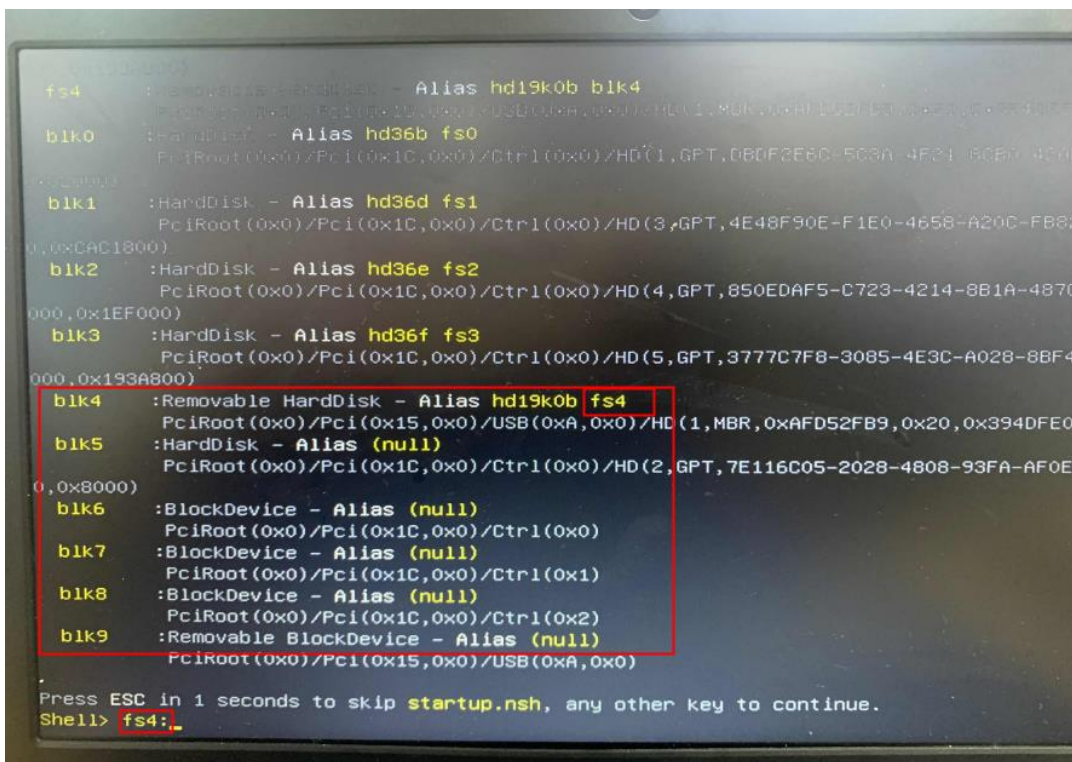 fs4 :Removable HardDisk - Alias hd19k0b blk4
blk0 :HardDisk - Alias hd36b fs0
PciRoot(0x0)/Pci(0x1C,0x0)/Ctrl(0x0)/HD(1,GPT,DBDF2E6C-5C3A
blk1 :HardDisk - Alias hd36d fs1
PciRoot(0x0)/Pci(0x1C,0x0)/Ctrl(0x0)/HD(3,GPT,4E48F90E-F1E0-4658-A20C-FB82
0,0xCAC1800)
blk2 :HardDisk - Alias hd36e fs2
PciRoot(0x0)/Pci(0x1C,0x0)/Ctrl(0x0)/HD(4,GPT,850EDAF5-C723-4214-8B1A-4870
000,0x1EF000)
blk3 :HardDisk - Alias hd36f fs3
PciRoot(0x0)/Pci(0x1C,0x0)/Ctrl(0x0)/HD(5,GPT,3777C7F8-3085-4E3C-A028-8BF4
000,0x193A800)
blk4 :Removable HardDisk - Alias hd19k0b fs4
PciRoot(0x0)/Pci(0x15,0x0)/USB(0xA,0x0)/HD(1,MBR,0xAFD52FB9,0x20,0x394DFE0
blk5 :HardDisk - Alias (null)
PciRoot(0x0)/Pci(0x1C,0x0)/Ctrl(0x0)/HD(2,GPT,7E116C05-2028-4808-93FA-AF0E
0,0x8000)
blk6 :BlockDevice - Alias (null)
PciRoot(0x0)/Pci(0x1C,0x0)/Ctrl(0x0)
blk7 :BlockDevice - Alias (null)
PciRoot(0x0)/Pci(0x1C,0x0)/Ctrl(0x1)
blk8 :BlockDevice - Alias (null)
PciRoot(0x0)/Pci(0x1C,0x0)/Ctrl(0x2)
blk9 :Removable BlockDevice - Alias (null)
PciRoot(0x0)/Pci(0x15,0x0)/USB(0xA,0x0)
Press ESC in 1 seconds to skip startup.nsh, any other key to continue.
Shell> fs4:_